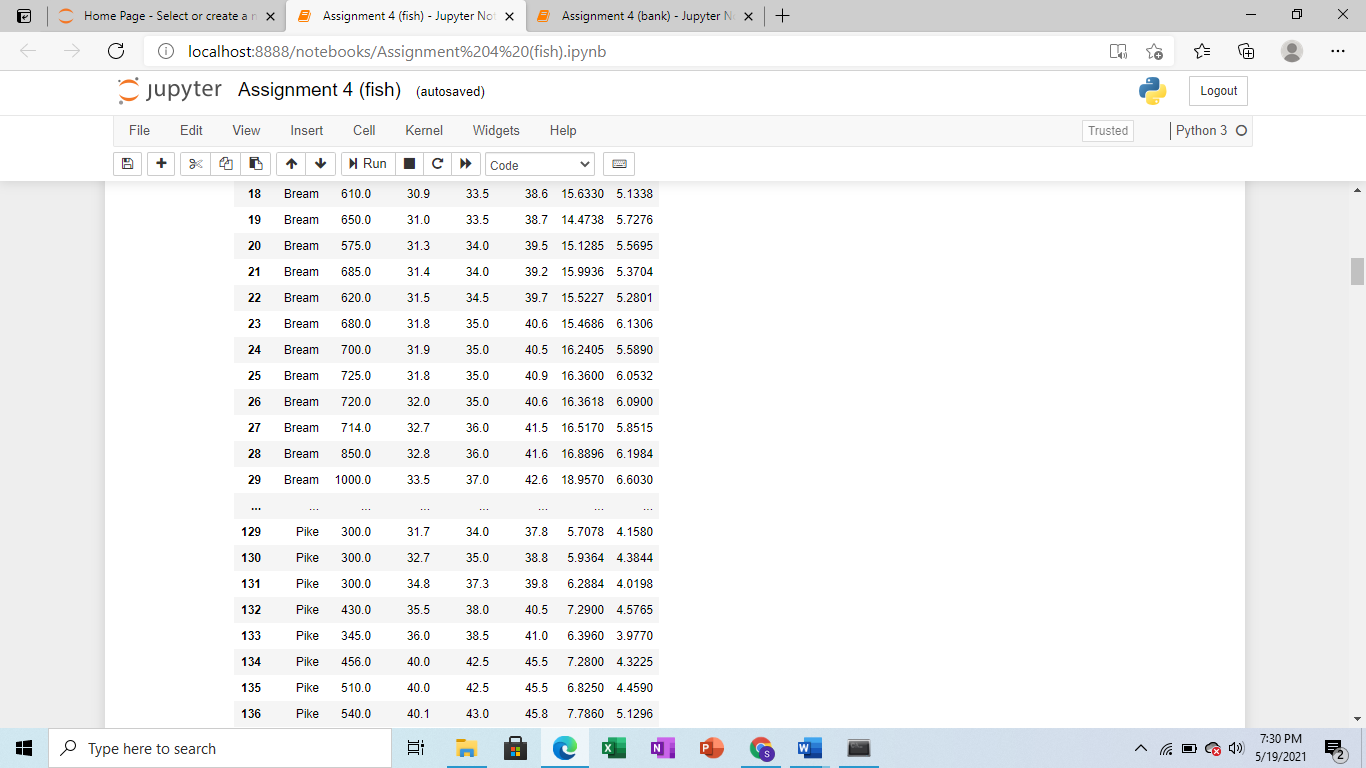 Home Page - Select or create a n
Assignment 4 (fish) - Jupyter Not
Assignment 4 (bank) - Jupyter N
localhost:8888/notebooks/Assignment%204%20(fish).ipynb
jupyter Assignment 4 (fish) (autosaved)
Logout
File Edit View Insert Cell Kernel Widgets Help Trusted Python 3
Run Code
18 Bream 610.0 30.9 33.5 38.6 15.6330 5.1338
19 Bream 650.0 31.0 33.5 38.7 14.4738 5.7276
20 Bream 575.0 31.3 34.0 39.5 15.1285 5.5695
21 Bream 685.0 31.4 34.0 39.2 15.9936 5.3704
22 Bream 620.0 31.5 34.5 39.7 15.5227 5.2801
23 Bream 680.0 31.8 35.0 40.6 15.4686 6.1306
24 Bream 700.0 31.9 35.0 40.5 16.2405 5.5890
25 Bream 725.0 31.8 35.0 40.9 16.3600 6.0532
26 Bream 720.0 32.0 35.0 40.6 16.3618 6.0900
27 Bream 714.0 32.7 36.0 41.5 16.5170 5.8515
28 Bream 850.0 32.8 36.0 41.6 16.8896 6.1984
29 Bream 1000.0 33.5 37.0 42.6 18.9570 6.6030
... ... ... ... ... ... ... ...
129 Pike 300.0 31.7 34.0 37.8 5.7078 4.1580
130 Pike 300.0 32.7 35.0 38.8 5.9364 4.3844
131 Pike 300.0 34.8 37.3 39.8 6.2884 4.0198
132 Pike 430.0 35.5 38.0 40.5 7.2900 4.5765
133 Pike 345.0 36.0 38.5 41.0 6.3960 3.9770
134 Pike 456.0 40.0 42.5 45.5 7.2800 4.3225
135 Pike 510.0 40.0 42.5 45.5 6.8250 4.4590
136 Pike 540.0 40.1 43.0 45.8 7.7860 5.1296
Type here to search
7:30 PM
5/19/2021
2